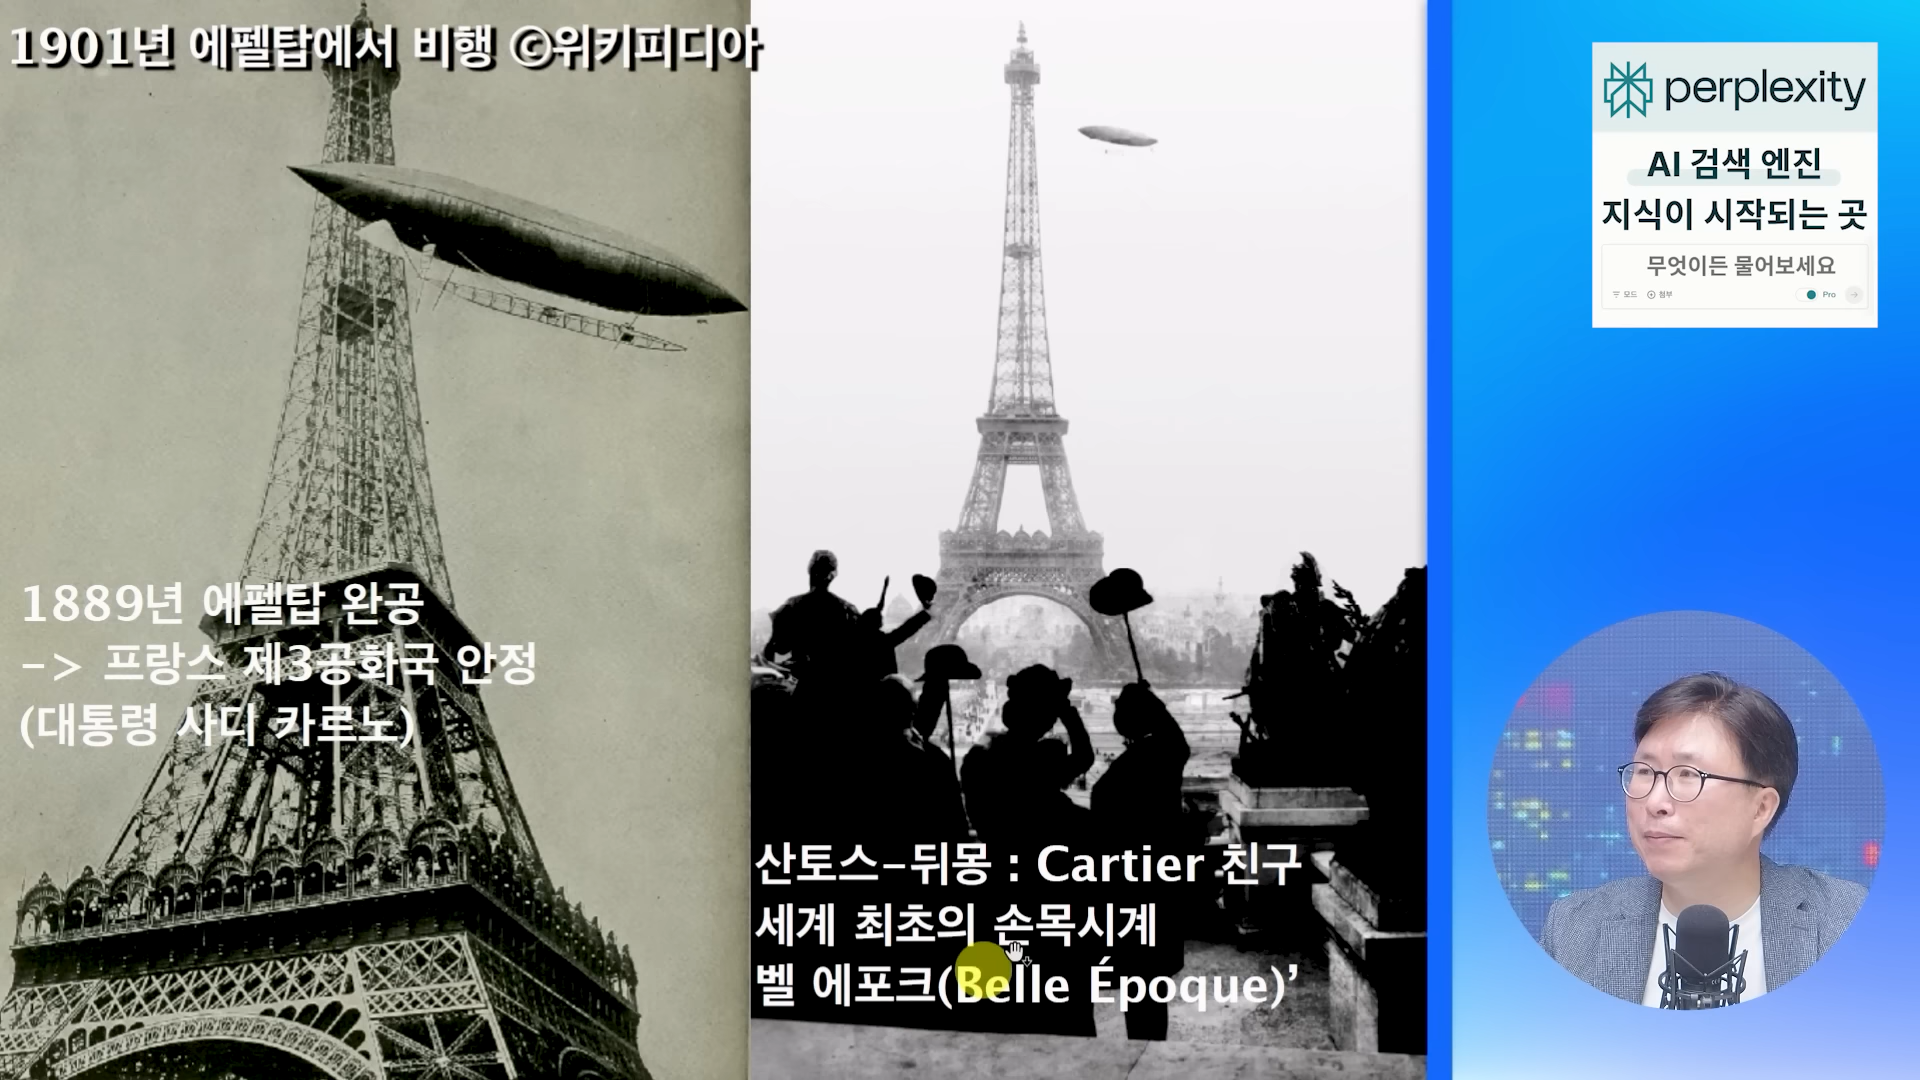 1901년 에펠탑에서 비행 ©위키피디아
1889년 에펠탑 완공
-> 프랑스 제3공화국 안정
(대통령 사디 카르노)
산토스-뒤몽 : Cartier 친구
세계 최초의 손목시계
벨 에포크(Belle Époque)’
perplexity
AI 검색 엔진
지식이 시작되는 곳
무엇이든 물어보세요
모드 첨부 Pro